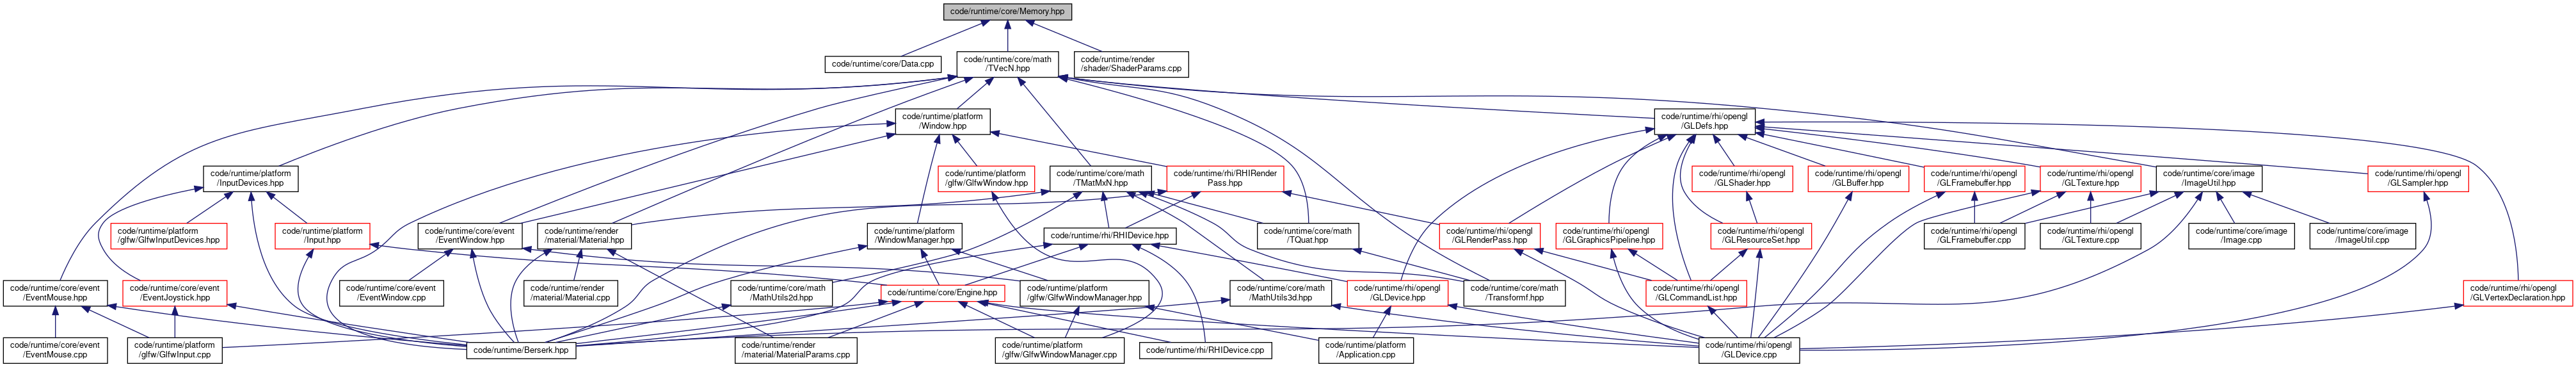 code/runtime/core/Memory.hpp
code/runtime/core/Data.cpp
code/runtime/core/math
/TVecN.hpp
code/runtime/render
/shader/ShaderParams.cpp
code/runtime/platform
/Window.hpp
code/runtime/rhi/opengl
/GLDefs.hpp
code/runtime/platform
/InputDevices.hpp
code/runtime/platform
/glfw/GlfwWindow.hpp
code/runtime/core/math
/TMatMxN.hpp
code/runtime/rhi/RHIRender
Pass.hpp
code/runtime/rhi/opengl
/GLShader.hpp
code/runtime/rhi/opengl
/GLBuffer.hpp
code/runtime/rhi/opengl
/GLFramebuffer.hpp
code/runtime/rhi/opengl
/GLTexture.hpp
code/runtime/core/image
/ImageUtil.hpp
code/runtime/rhi/opengl
/GLSampler.hpp
code/runtime/platform
/glfw/GlfwInputDevices.hpp
code/runtime/platform
/Input.hpp
code/runtime/core/event
/EventWindow.hpp
code/runtime/render
/material/Material.hpp
code/runtime/platform
/WindowManager.hpp
code/runtime/rhi/RHIDevice.hpp
code/runtime/core/math
/TQuat.hpp
code/runtime/rhi/opengl
/GLRenderPass.hpp
code/runtime/rhi/opengl
/GLGraphicsPipeline.hpp
code/runtime/rhi/opengl
/GLResourceSet.hpp
code/runtime/rhi/opengl
/GLFramebuffer.cpp
code/runtime/rhi/opengl
/GLTexture.cpp
code/runtime/core/image
/Image.cpp
code/runtime/core/image
/ImageUtil.cpp
code/runtime/core/event
/EventMouse.hpp
code/runtime/core/event
/EventJoystick.hpp
code/runtime/core/event
/EventWindow.cpp
code/runtime/render
/material/Material.cpp
code/runtime/core/math
/MathUtils2d.hpp
code/runtime/core/Engine.hpp
code/runtime/platform
/glfw/GlfwWindowManager.hpp
code/runtime/core/math
/MathUtils3d.hpp
code/runtime/rhi/opengl
/GLDevice.hpp
code/runtime/core/math
/Transformf.hpp
code/runtime/rhi/opengl
/GLCommandList.hpp
code/runtime/rhi/opengl
/GLVertexDeclaration.hpp
code/runtime/core/event
/EventMouse.cpp
code/runtime/platform
/glfw/GlfwInput.cpp
code/runtime/Berserk.hpp
code/runtime/render
/material/MaterialParams.cpp
code/runtime/platform
/glfw/GlfwWindowManager.cpp
code/runtime/rhi/RHIDevice.cpp
code/runtime/platform
/Application.cpp
code/runtime/rhi/opengl
/GLDevice.cpp